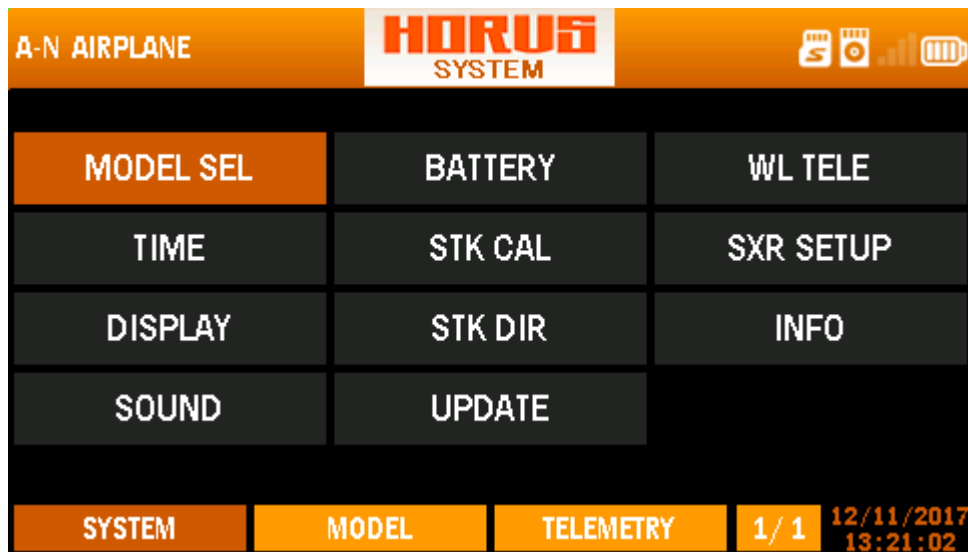 A-N AIRPLANE
HORUS
SYSTEM
MODEL SEL BATTERY WL TELE
TIME STK CAL SXR SETUP
DISPLAY STK DIR INFO
SOUND UPDATE
SYSTEM MODEL TELEMETRY 1/1 12/11/2017
13:21:02